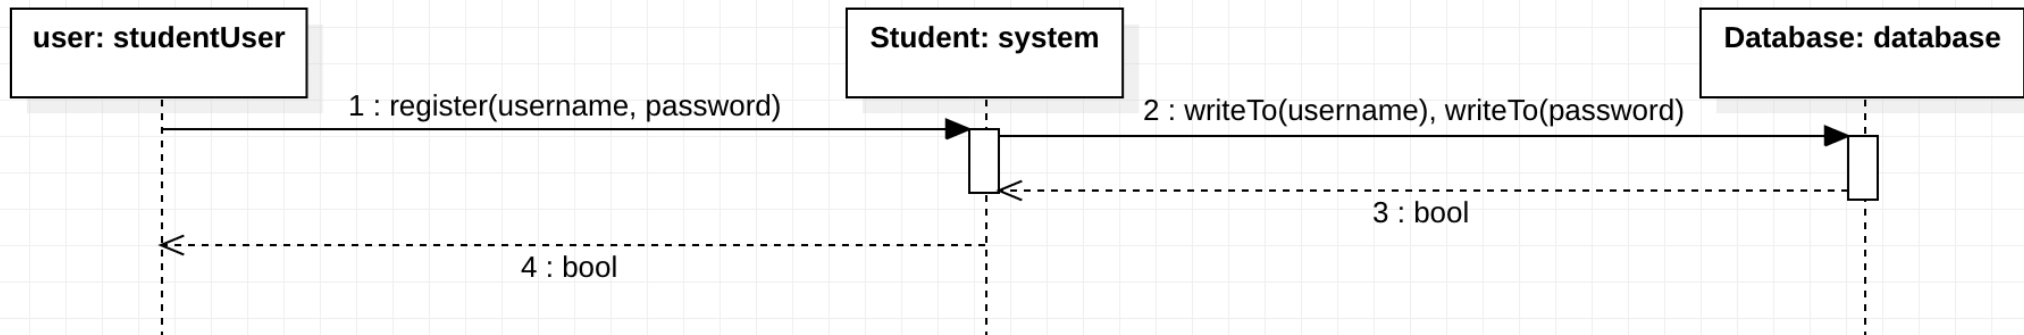 user: studentUser
Student: system
Database: database
1 : register(username, password)
2 : writeTo(username), writeTo(password)
3 : bool
4 : bool